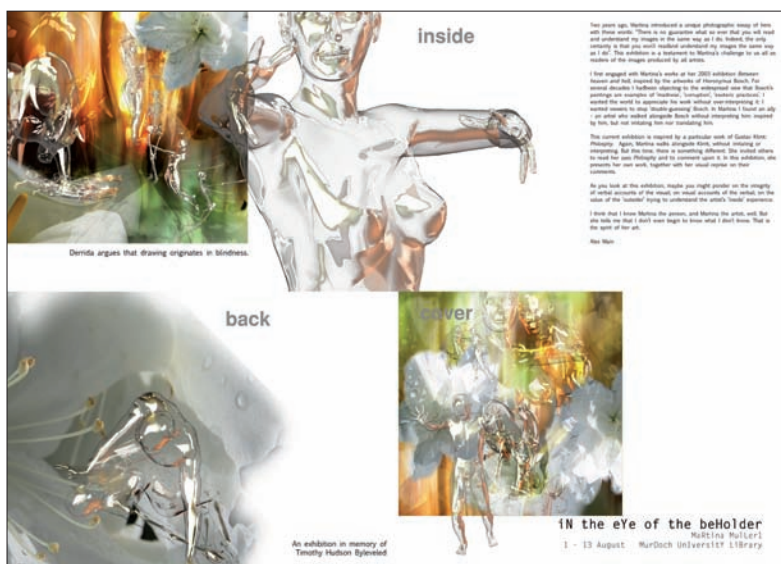 inside
Two years ago, Martina introduced a unique photographic essay of hers
with these words: "There is no guarantee what so ever that you will read
and understand my images in the same way as I do. Indeed, the only
certainty is that you won't read/and understand my images the same way
as I do". This exhibition is a testament to Martina's challenge to us all as
readers of the images produced by all artists.
I first engaged with Martina's works at her 2003 exhibition Between
heaven and hell, inspired by the artworks of Hieronymus Bosch. For
several decades I had been objecting to the widespread view that Bosch's
paintings are examples of 'madness', 'corruption', 'esoteric practices'. I
wanted the world to appreciate his work without over-interpreting it: I
wanted viewers to stop 'double-guessing' Bosch. In Martina I found an ally
- an artist who walked alongside Bosch without interpreting him: inspired
by him, but not imitating him nor translating him.
This current exhibition is inspired by a particular work of Gustav Klimt:
Philosophy. Again, Martina walks alongside Klimt, without imitating or
interpreting. But this time, there is something different. She invited others
to read her Philosophy and to comment upon it. In this exhibition, she
presents her own work, together with her visual reprise on their
comments.
As you look at this exhibition, maybe you might ponder on the integrity
of verbal accounts of the visual; on visual accounts of the verbal; on the
value of the 'outsider' trying to understand the artist's 'inside' experience.
I think that I know Martina the person, and Martina the artist, well. But
she tells me that I don't even begin to know what I don't know. That is
the spirit of her art.
Alex Main
Derrida argues that drawing originates in blindness.
back
cover
An exhibition in memory of
Timothy Hudson Byleveled
iN the eYe of the beHolder
MaRtina MulLer1
1 - 13 August MurDoch UniversitY LiBrary